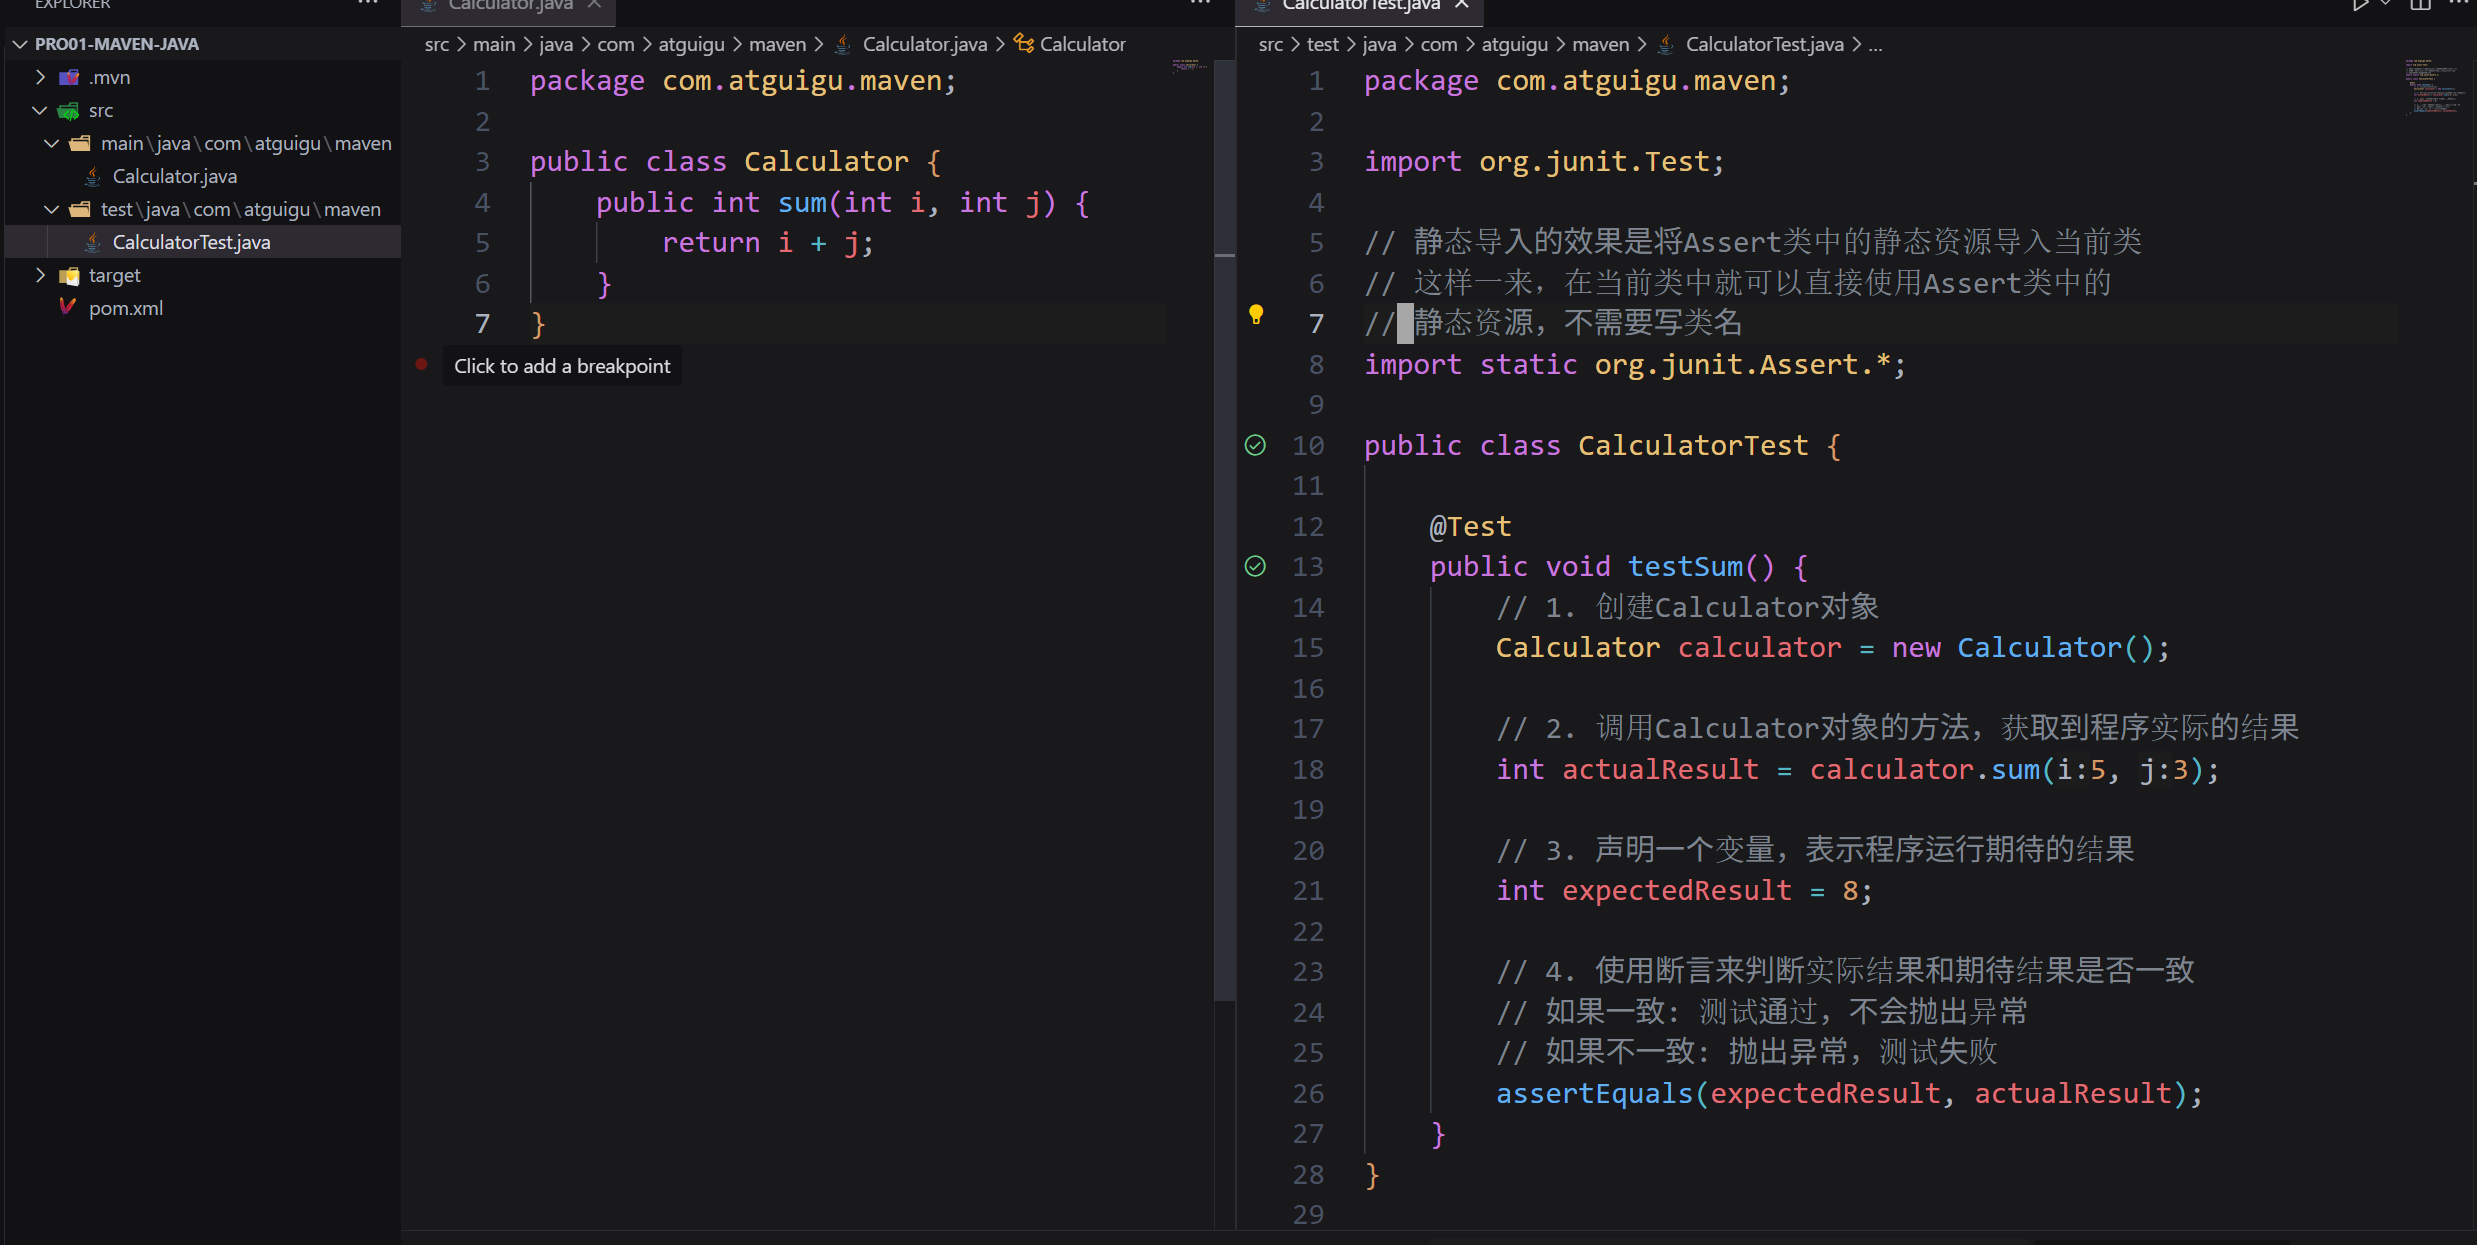 EXPLORER
PRO01-MAVEN-JAVA
.mvn
src
main\java\com\atguigu\maven
Calculator.java
test\java\com\atguigu\maven
CalculatorTest.java
target
pom.xml
Calculator.java
src > main > java > com > atguigu > maven > Calculator.java > Calculator
1 package com.atguigu.maven;
2
3 public class Calculator {
4 public int sum(int i, int j) {
5 return i + j;
6 }
7 }
Click to add a breakpoint
CalculatorTest.java
src > test > java > com > atguigu > maven > CalculatorTest.java > ...
1 package com.atguigu.maven;
2
3 import org.junit.Test;
4
5 // 静态导入的效果是将Assert类中的静态资源导入当前类
6 // 这样一来，在当前类中就可以直接使用Assert类中的
7 // 静态资源，不需要写类名
8 import static org.junit.Assert.*;
9
10 public class CalculatorTest {
11
12 @Test
13 public void testSum() {
14 // 1. 创建Calculator对象
15 Calculator calculator = new Calculator();
16
17 // 2. 调用Calculator对象的方法，获取到程序实际的结果
18 int actualResult = calculator.sum(i:5, j:3);
19
20 // 3. 声明一个变量，表示程序运行期待的结果
21 int expectedResult = 8;
22
23 // 4. 使用断言来判断实际结果和期待结果是否一致
24 // 如果一致: 测试通过，不会抛出异常
25 // 如果不一致: 抛出异常，测试失败
26 assertEquals(expectedResult, actualResult);
27 }
28 }
29